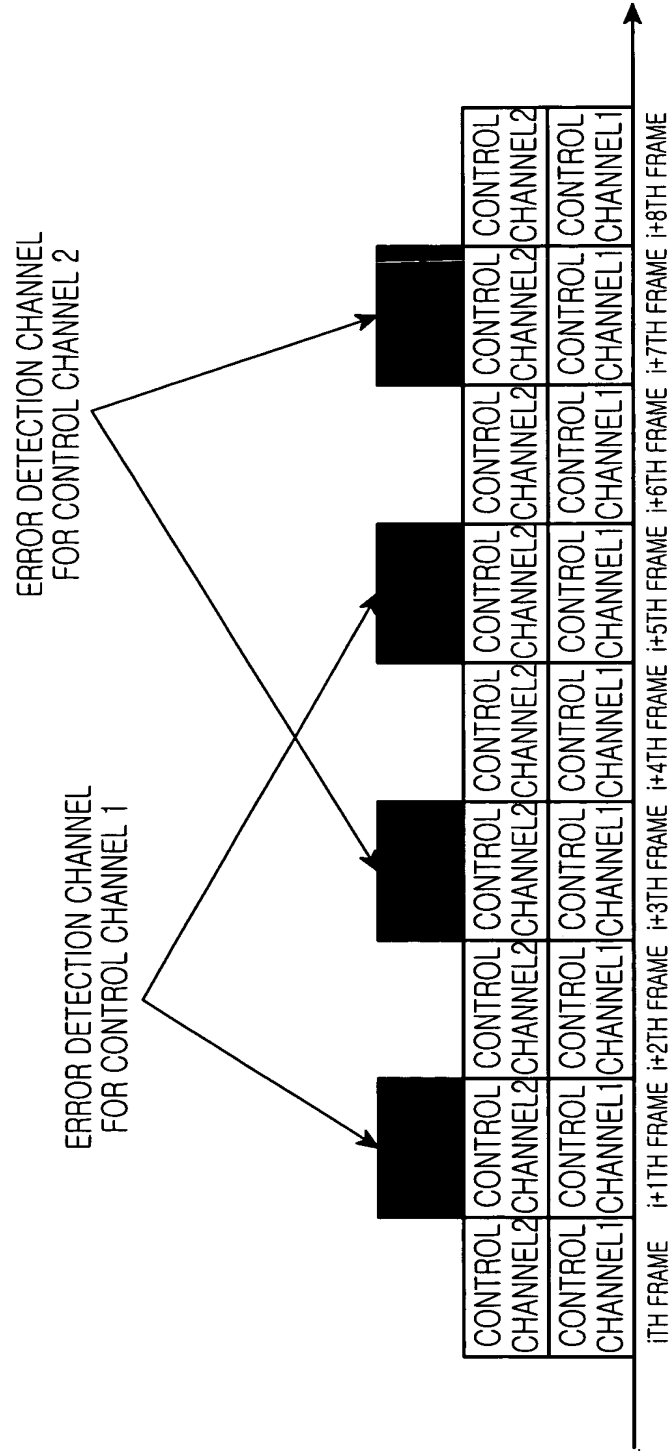 ERROR DETECTION CHANNEL
FOR CONTROL CHANNEL 1
ERROR DETECTION CHANNEL
FOR CONTROL CHANNEL 2
CONTROL CHANNEL2
CONTROL CHANNEL2
CONTROL CHANNEL2
CONTROL CHANNEL2
CONTROL CHANNEL2
CONTROL CHANNEL2
CONTROL CHANNEL2
CONTROL CHANNEL2
CONTROL CHANNEL2
CONTROL CHANNEL1
CONTROL CHANNEL1
CONTROL CHANNEL1
CONTROL CHANNEL1
CONTROL CHANNEL1
CONTROL CHANNEL1
CONTROL CHANNEL1
CONTROL CHANNEL1
CONTROL CHANNEL1
iTH FRAME i+1TH FRAME i+2TH FRAME i+3TH FRAME i+4TH FRAME i+5TH FRAME i+6TH FRAME i+7TH FRAME i+8TH FRAME